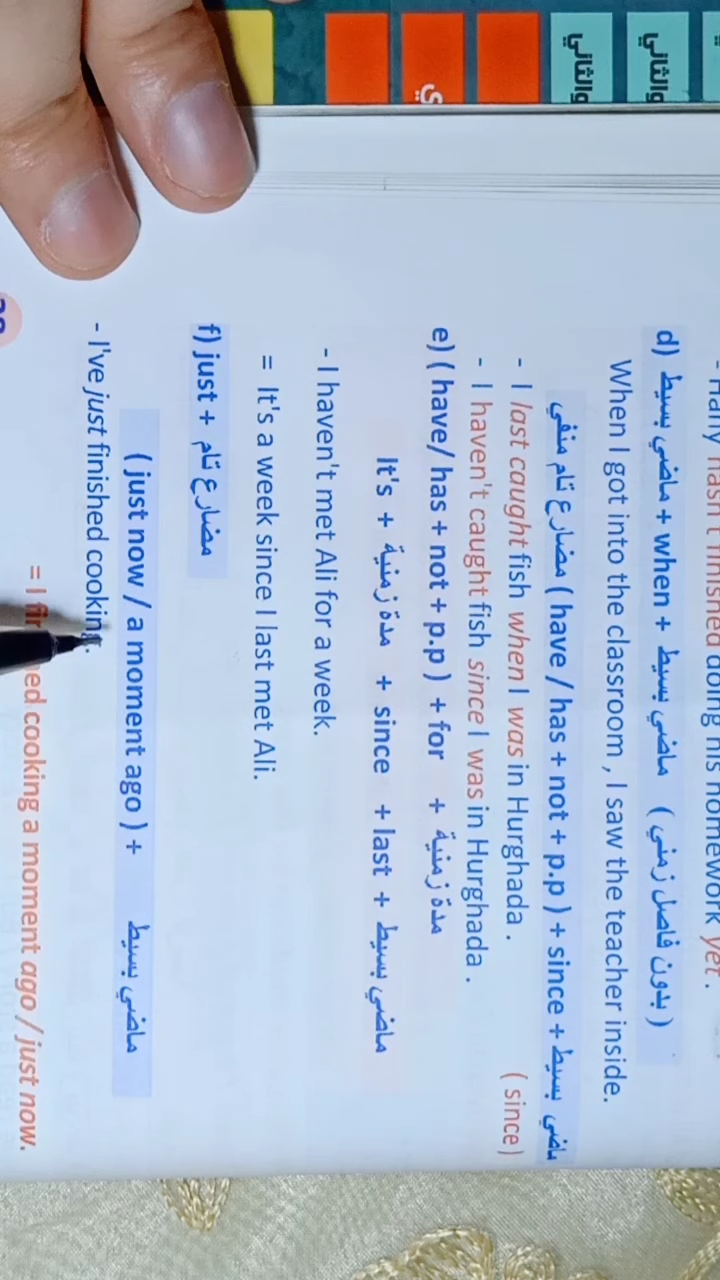 والثاني
والثاني
ي
finished doing his homework yet .
d) ماضي بسيط + when + ماضي بسيط ( بدون فاصل زمني )
When I got into the classroom , I saw the teacher inside.
مضارع تام منفي ( have / has + not + p.p ) + since + ماضي بسيط
- I last caught fish when I was in Hurghada . ( since )
- I haven't caught fish since I was in Hurghada .
e) ( have/ has + not + p.p ) + for + مدة زمنية
It's + مدة زمنية + since + last + ماضي بسيط
- I haven't met Ali for a week.
= It's a week since I last met Ali.
f) just + مضارع تام
( just now / a moment ago ) + ماضي بسيط
- I've just finished cooking.
= I cooking a moment ago / just now.